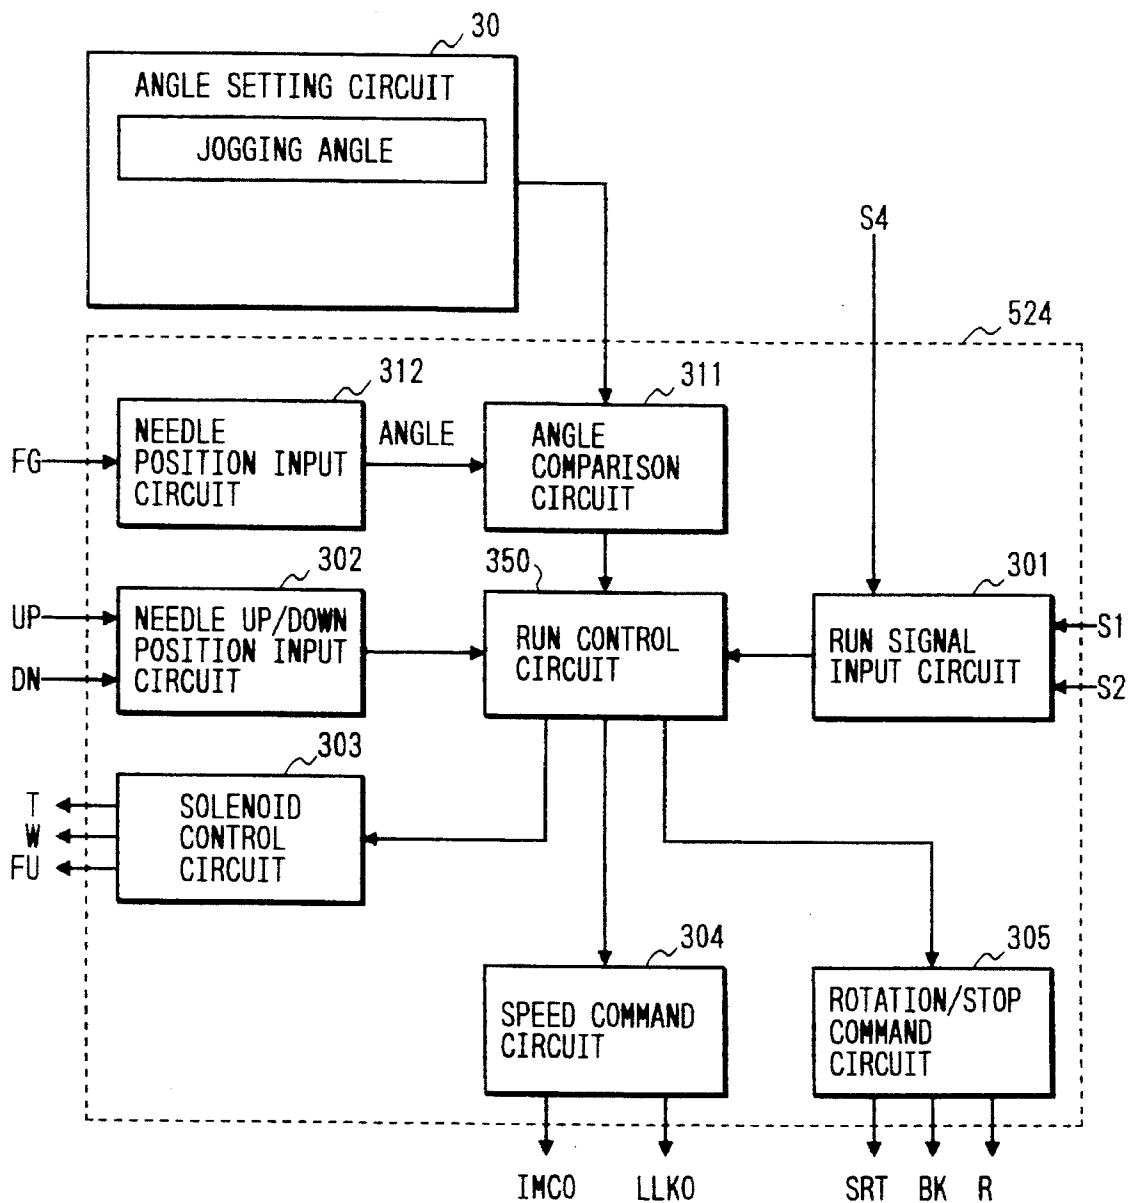 30
ANGLE SETTING CIRCUIT
JOGGING ANGLE
S4
524
312
311
NEEDLE
POSITION INPUT
CIRCUIT
ANGLE
ANGLE
COMPARISON
CIRCUIT
FG
302
350
301
UP
DN
NEEDLE UP/DOWN
POSITION INPUT
CIRCUIT
RUN CONTROL
CIRCUIT
RUN SIGNAL
INPUT CIRCUIT
S1
S2
303
T
W
FU
SOLENOID
CONTROL
CIRCUIT
304
305
SPEED COMMAND
CIRCUIT
ROTATION/STOP
COMMAND
CIRCUIT
IMCO
LLKO
SRT
BK
R